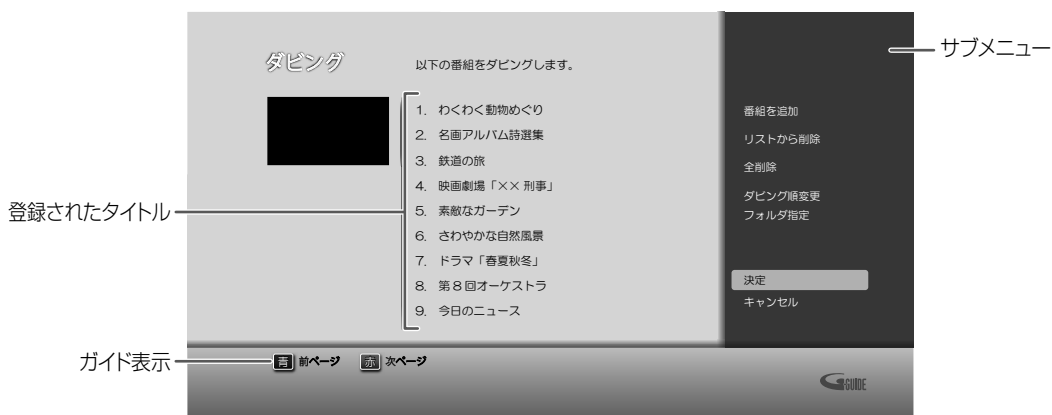 サブメニュー
ダビング
以下の番組をダビングします。
1. わくわく動物めぐり
2. 名画アルバム詩選集
3. 鉄道の旅
4. 映画劇場「×× 刑事」
5. 素敵なガーデン
6. さわやかな自然風景
7. ドラマ「春夏秋冬」
8. 第8回オーケストラ
9. 今日のニュース
登録されたタイトル
番組を追加
リストから削除
全削除
ダビング順変更
フォルダ指定
決定
キャンセル
ガイド表示
青 前ページ 赤 次ページ
G-GUIDE